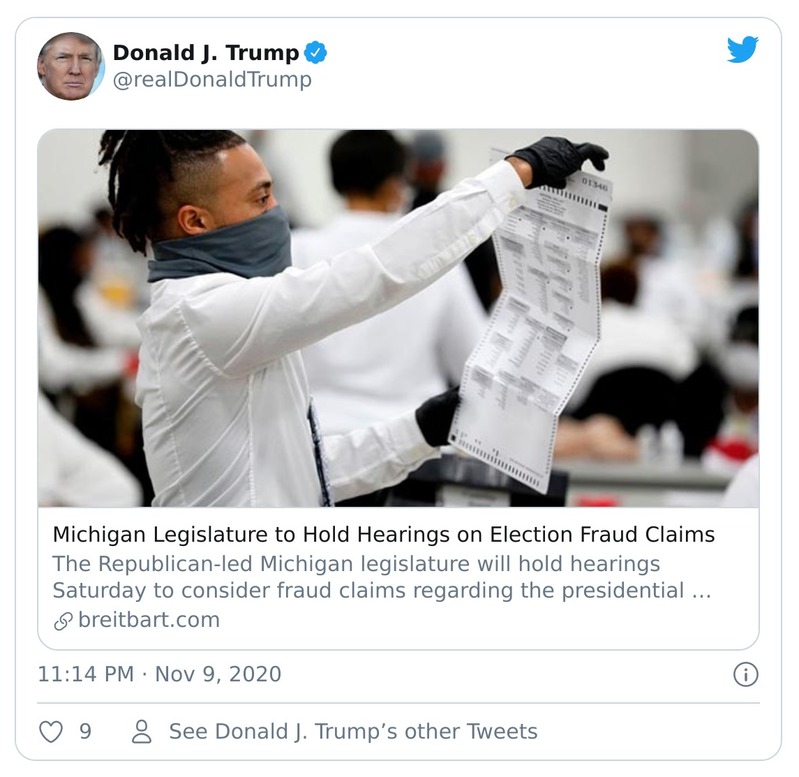 Donald J. Trump
@realDonaldTrump
01346
Michigan Legislature to Hold Hearings on Election Fraud Claims
The Republican-led Michigan legislature will hold hearings
Saturday to consider fraud claims regarding the presidential ...
breitbart.com
11:14 PM · Nov 9, 2020
9
See Donald J. Trump’s other Tweets